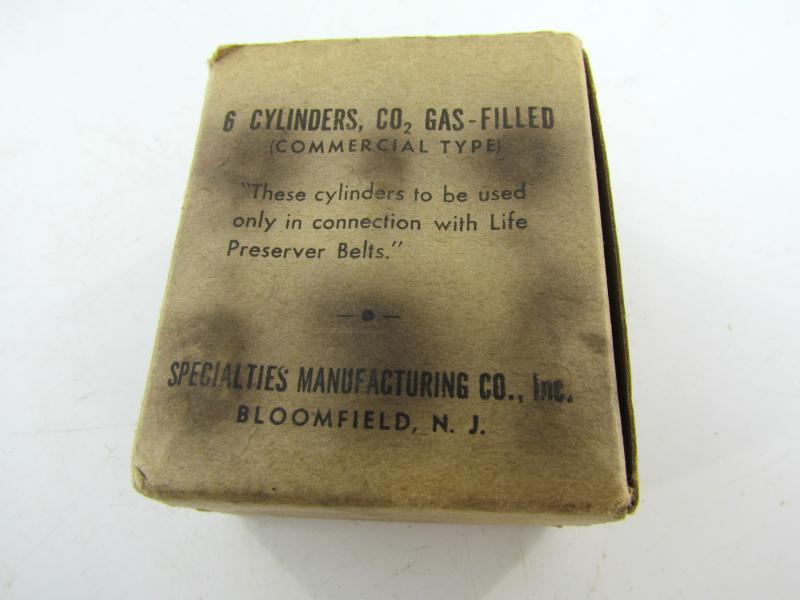 6 CYLINDERS, CO₂ GAS-FILLED
(COMMERCIAL TYPE)
"These cylinders to be used
only in connection with Life
Preserver Belts."
SPECIALTIES MANUFACTURING CO., Inc.
BLOOMFIELD, N. J.